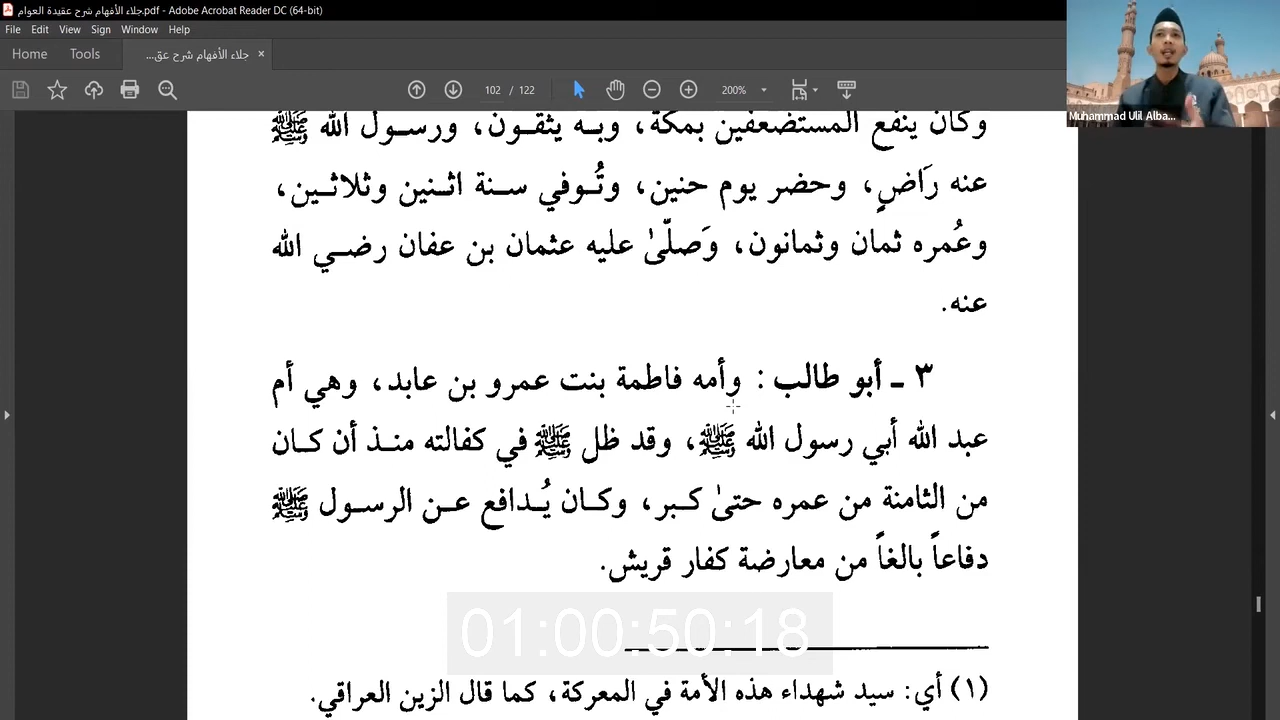 جلاء الأفهام شرح عقيدة العوام.pdf - Adobe Acrobat Reader DC (64-bit)
File Edit View Sign Window Help
Home Tools جلاء الأفهام شرح عق... ×
102 / 122 200%
Muhammad Ulil Alba...
وكان ينفع المستضعفين بمكة، وبه يثقون، ورسول الله ﷺ
عنه رَاضٍ، وحضر يوم حنين، وتُوفي سنة اثنين وثلاثين،
وعُمره ثمان وثمانون، وَصلّىٰ عليه عثمان بن عفان رضي الله
عنه.
٣ ـ أبو طالب : وأمه فاطمة بنت عمرو بن عابد، وهي أم
عبد الله أبي رسول الله ﷺ، وقد ظل ﷺ في كفالته منذ أن كان
من الثامنة من عمره حتىٰ كبر، وكان يُدافع عن الرسول ﷺ
دفاعاً بالغاً من معارضة كفار قريش.
01:00:50:18
(١) أي: سيد شهداء هذه الأمة في المعركة، كما قال الزين العراقي.